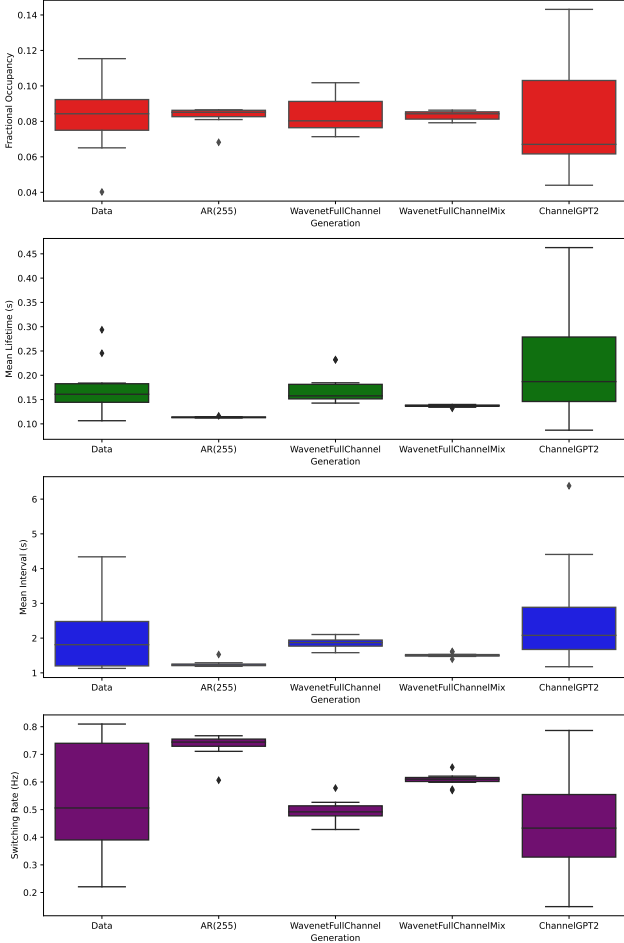 0.14
0.12
0.10
0.08
0.06
0.04
Fractional Occupancy
Data AR(255) WavenetFullChannel WavenetFullChannelMix ChannelGPT2
Generation
0.45
0.40
0.35
0.30
0.25
0.20
0.15
0.10
Mean Lifetime (s)
Data AR(255) WavenetFullChannel WavenetFullChannelMix ChannelGPT2
Generation
6
5
4
3
2
1
Mean Interval (s)
Data AR(255) WavenetFullChannel WavenetFullChannelMix ChannelGPT2
Generation
0.8
0.7
0.6
0.5
0.4
0.3
0.2
Switching Rate (Hz)
Data AR(255) WavenetFullChannel WavenetFullChannelMix ChannelGPT2
Generation